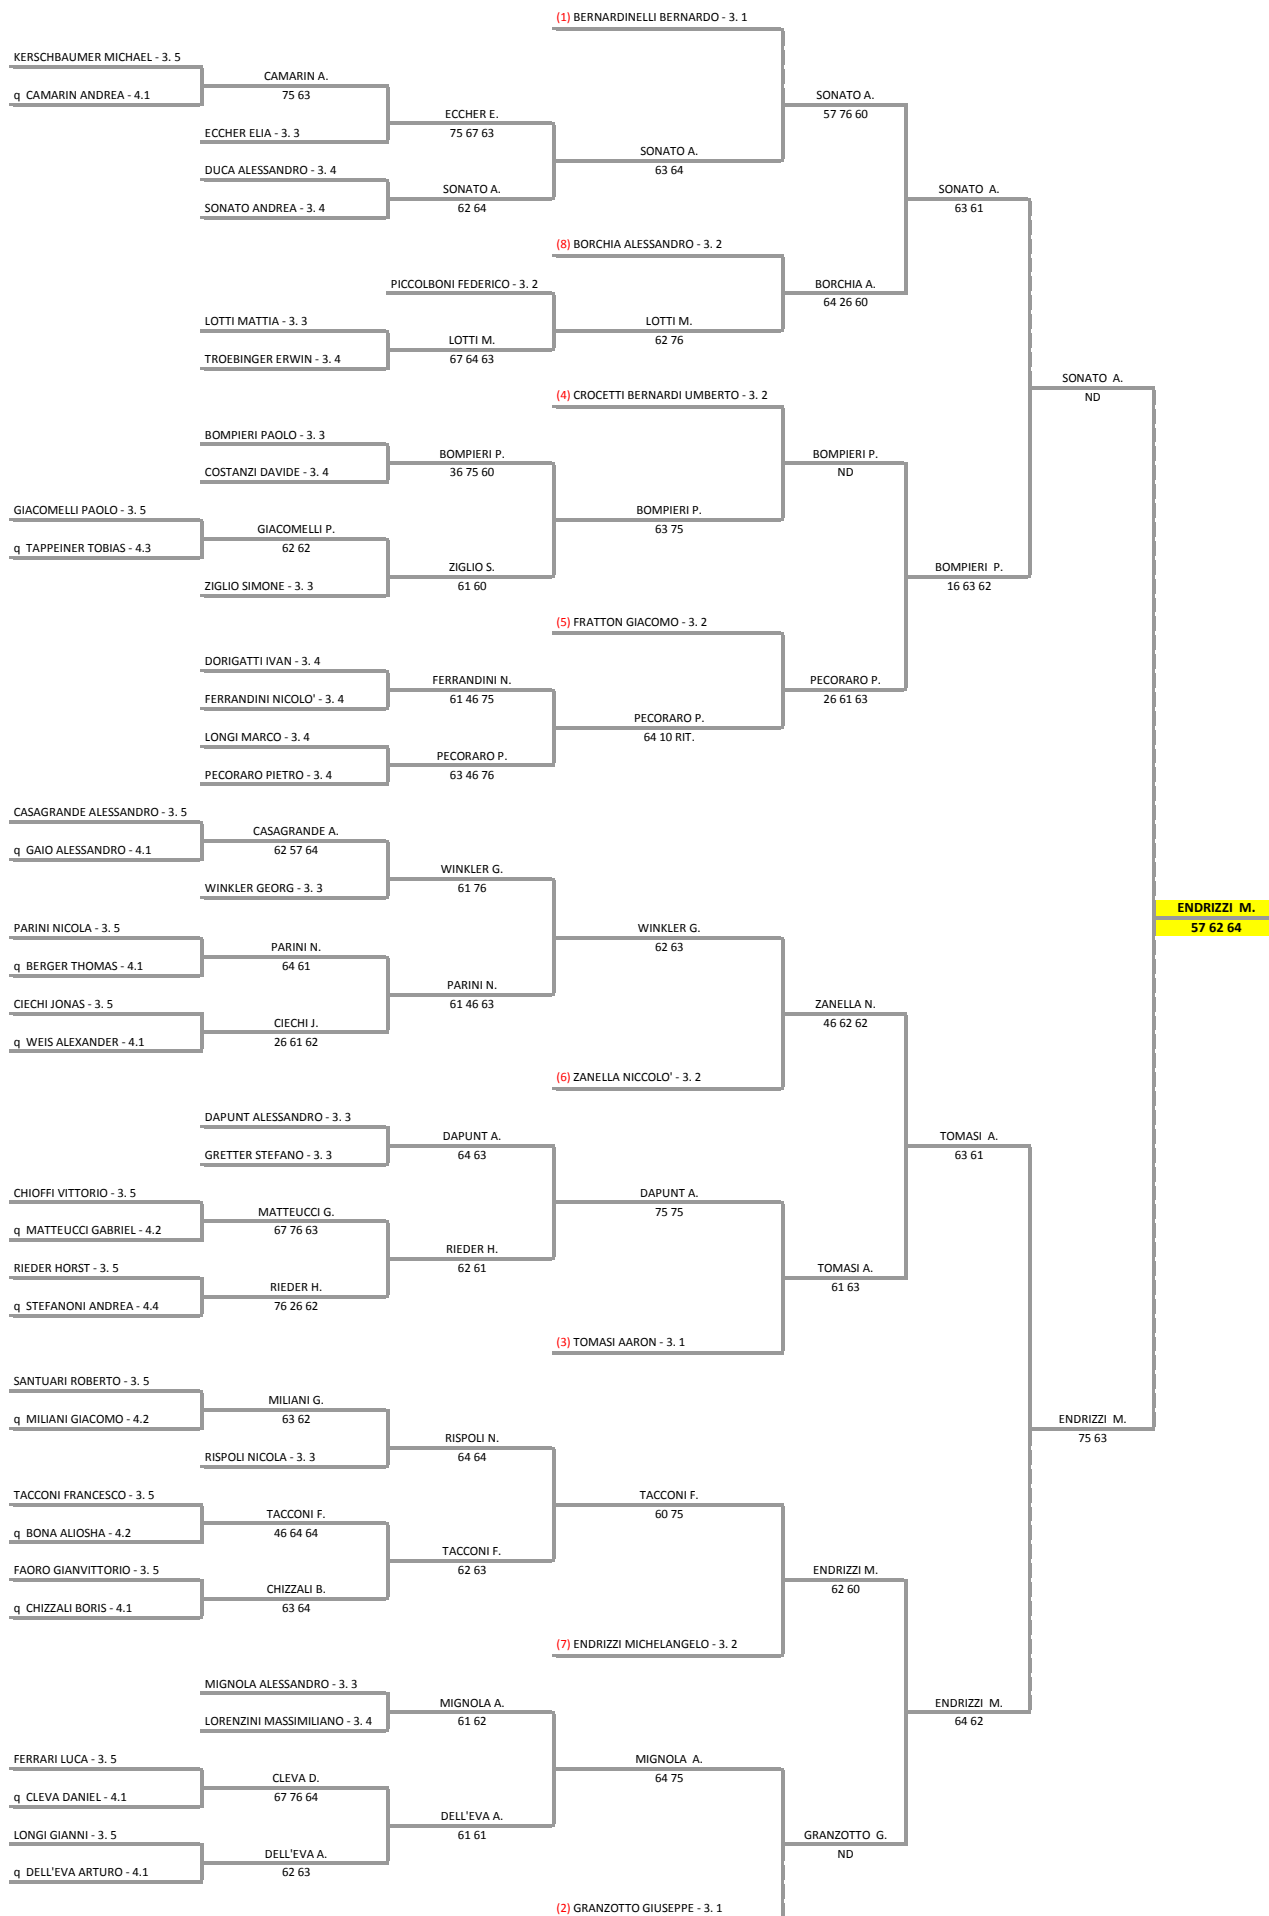 (1) BERNARDINELLI BERNARDO - 3. 1
KERSCHBAUMER MICHAEL - 3. 5
CAMARIN A.
q CAMARIN ANDREA - 4.1
75 63
SONATO A.
57 76 60
ECCHER E.
75 67 63
ECCHER ELIA - 3. 3
SONATO A.
63 64
DUCA ALESSANDRO - 3. 4
SONATO A.
62 64
SONATO ANDREA - 3. 4
SONATO A.
63 61
(8) BORCHIA ALESSANDRO - 3. 2
PICCOLBONI FEDERICO - 3. 2
BORCHIA A.
64 26 60
LOTTI MATTIA - 3. 3
LOTTI M.
62 76
LOTTI M.
67 64 63
TROEBINGER ERWIN - 3. 4
SONATO A.
ND
(4) CROCETTI BERNARDI UMBERTO - 3. 2
BOMPIERI PAOLO - 3. 3
BOMPIERI P.
36 75 60
COSTANZI DAVIDE - 3. 4
BOMPIERI P.
ND
GIACOMELLI PAOLO - 3. 5
BOMPIERI P.
63 75
GIACOMELLI P.
62 62
q TAPPEINER TOBIAS - 4.3
ZIGLIO S.
61 60
ZIGLIO SIMONE - 3. 3
BOMPIERI P.
16 63 62
(5) FRATTON GIACOMO - 3. 2
DORIGATTI IVAN - 3. 4
FERRANDINI N.
61 46 75
FERRANDINI NICOLO' - 3. 4
PECORARO P.
26 61 63
PECORARO P.
64 10 RIT.
LONGI MARCO - 3. 4
PECORARO P.
63 46 76
PECORARO PIETRO - 3. 4
CASAGRANDE ALESSANDRO - 3. 5
CASAGRANDE A.
62 57 64
q GAIO ALESSANDRO - 4.1
WINKLER G.
61 76
WINKLER GEORG - 3. 3
ENDRIZZI M.
57 62 64
PARINI NICOLA - 3. 5
WINKLER G.
62 63
PARINI N.
64 61
q BERGER THOMAS - 4.1
PARINI N.
61 46 63
CIECHI JONAS - 3. 5
ZANELLA N.
46 62 62
CIECHI J.
26 61 62
q WEIS ALEXANDER - 4.1
(6) ZANELLA NICCOLO' - 3. 2
DAPUNT ALESSANDRO - 3. 3
DAPUNT A.
64 63
GRETTER STEFANO - 3. 3
TOMASI A.
63 61
CHIOFFI VITTORIO - 3. 5
DAPUNT A.
75 75
MATTEUCCI G.
67 76 63
q MATTEUCCI GABRIEL - 4.2
RIEDER H.
62 61
RIEDER HORST - 3. 5
TOMASI A.
61 63
RIEDER H.
76 26 62
q STEFANONI ANDREA - 4.4
(3) TOMASI AARON - 3. 1
SANTUARI ROBERTO - 3. 5
MILIANI G.
63 62
q MILIANI GIACOMO - 4.2
ENDRIZZI M.
75 63
RISPOLI N.
64 64
RISPOLI NICOLA - 3. 3
TACCONI FRANCESCO - 3. 5
TACCONI F.
60 75
TACCONI F.
46 64 64
q BONA ALIOSHA - 4.2
TACCONI F.
62 63
FAORO GIANVITTORIO - 3. 5
ENDRIZZI M.
62 60
CHIZZALI B.
63 64
q CHIZZALI BORIS - 4.1
(7) ENDRIZZI MICHELANGELO - 3. 2
MIGNOLA ALESSANDRO - 3. 3
MIGNOLA A.
61 62
LORENZINI MASSIMILIANO - 3. 4
ENDRIZZI M.
64 62
FERRARI LUCA - 3. 5
MIGNOLA A.
64 75
CLEVA D.
67 76 64
q CLEVA DANIEL - 4.1
DELL'EVA A.
61 61
LONGI GIANNI - 3. 5
GRANZOTTO G.
ND
DELL'EVA A.
62 63
q DELL'EVA ARTURO - 4.1
(2) GRANZOTTO GIUSEPPE - 3. 1